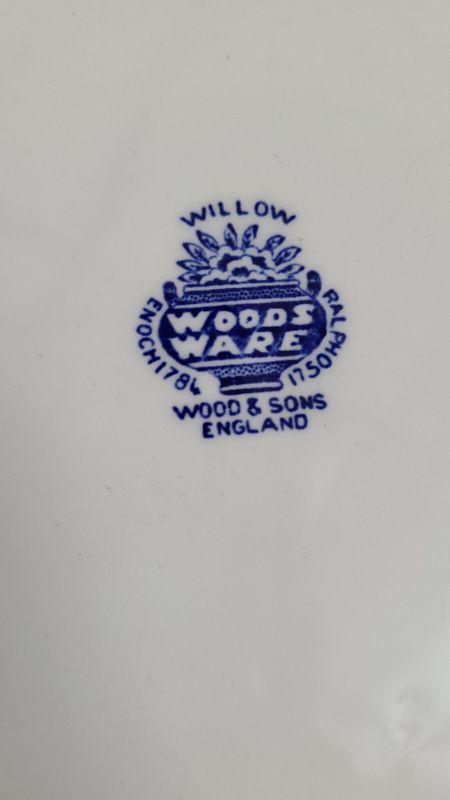 WILLOW
WOODS
WARE
ENOCH 1784
RALPH 1750
WOOD & SONS
ENGLAND